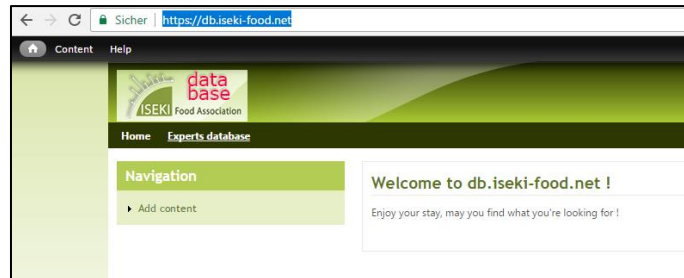 Sicher | https://db.iseki-food.net
Content Help
data
base
ISEKI Food Association
Home Experts database
Navigation
Add content
Welcome to db.iseki-food.net !
Enjoy your stay, may you find what you're looking for !